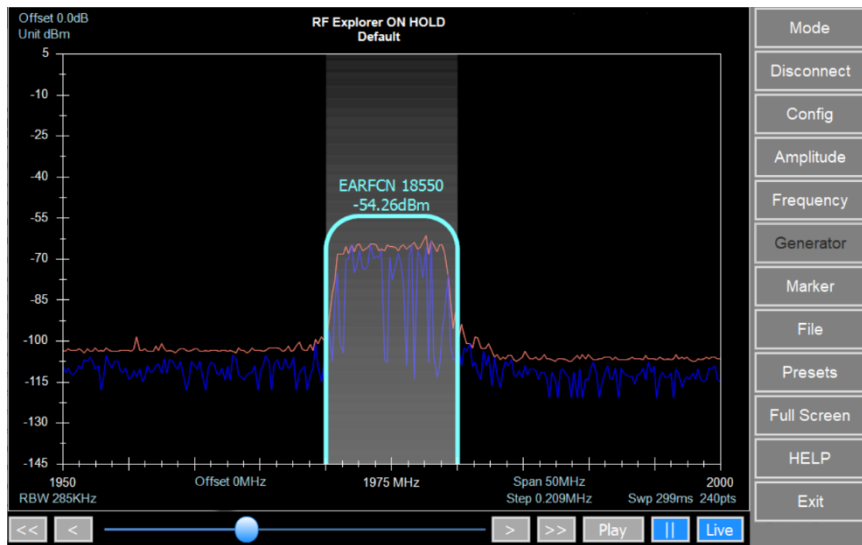 Offset 0.0dB
Unit dBm
RF Explorer ON HOLD
Default
5
-10
-25
-40
-55
-70
-85
-100
-115
-130
-145
EARFCN 18550
-54.26dBm
1950
Offset 0MHz
1975 MHz
Span 50MHz
2000
RBW 285KHz
Step 0.209MHz
Swp 299ms 240pts
<<
<
>
>>
Play
||
Live
Mode
Disconnect
Config
Amplitude
Frequency
Generator
Marker
File
Presets
Full Screen
HELP
Exit